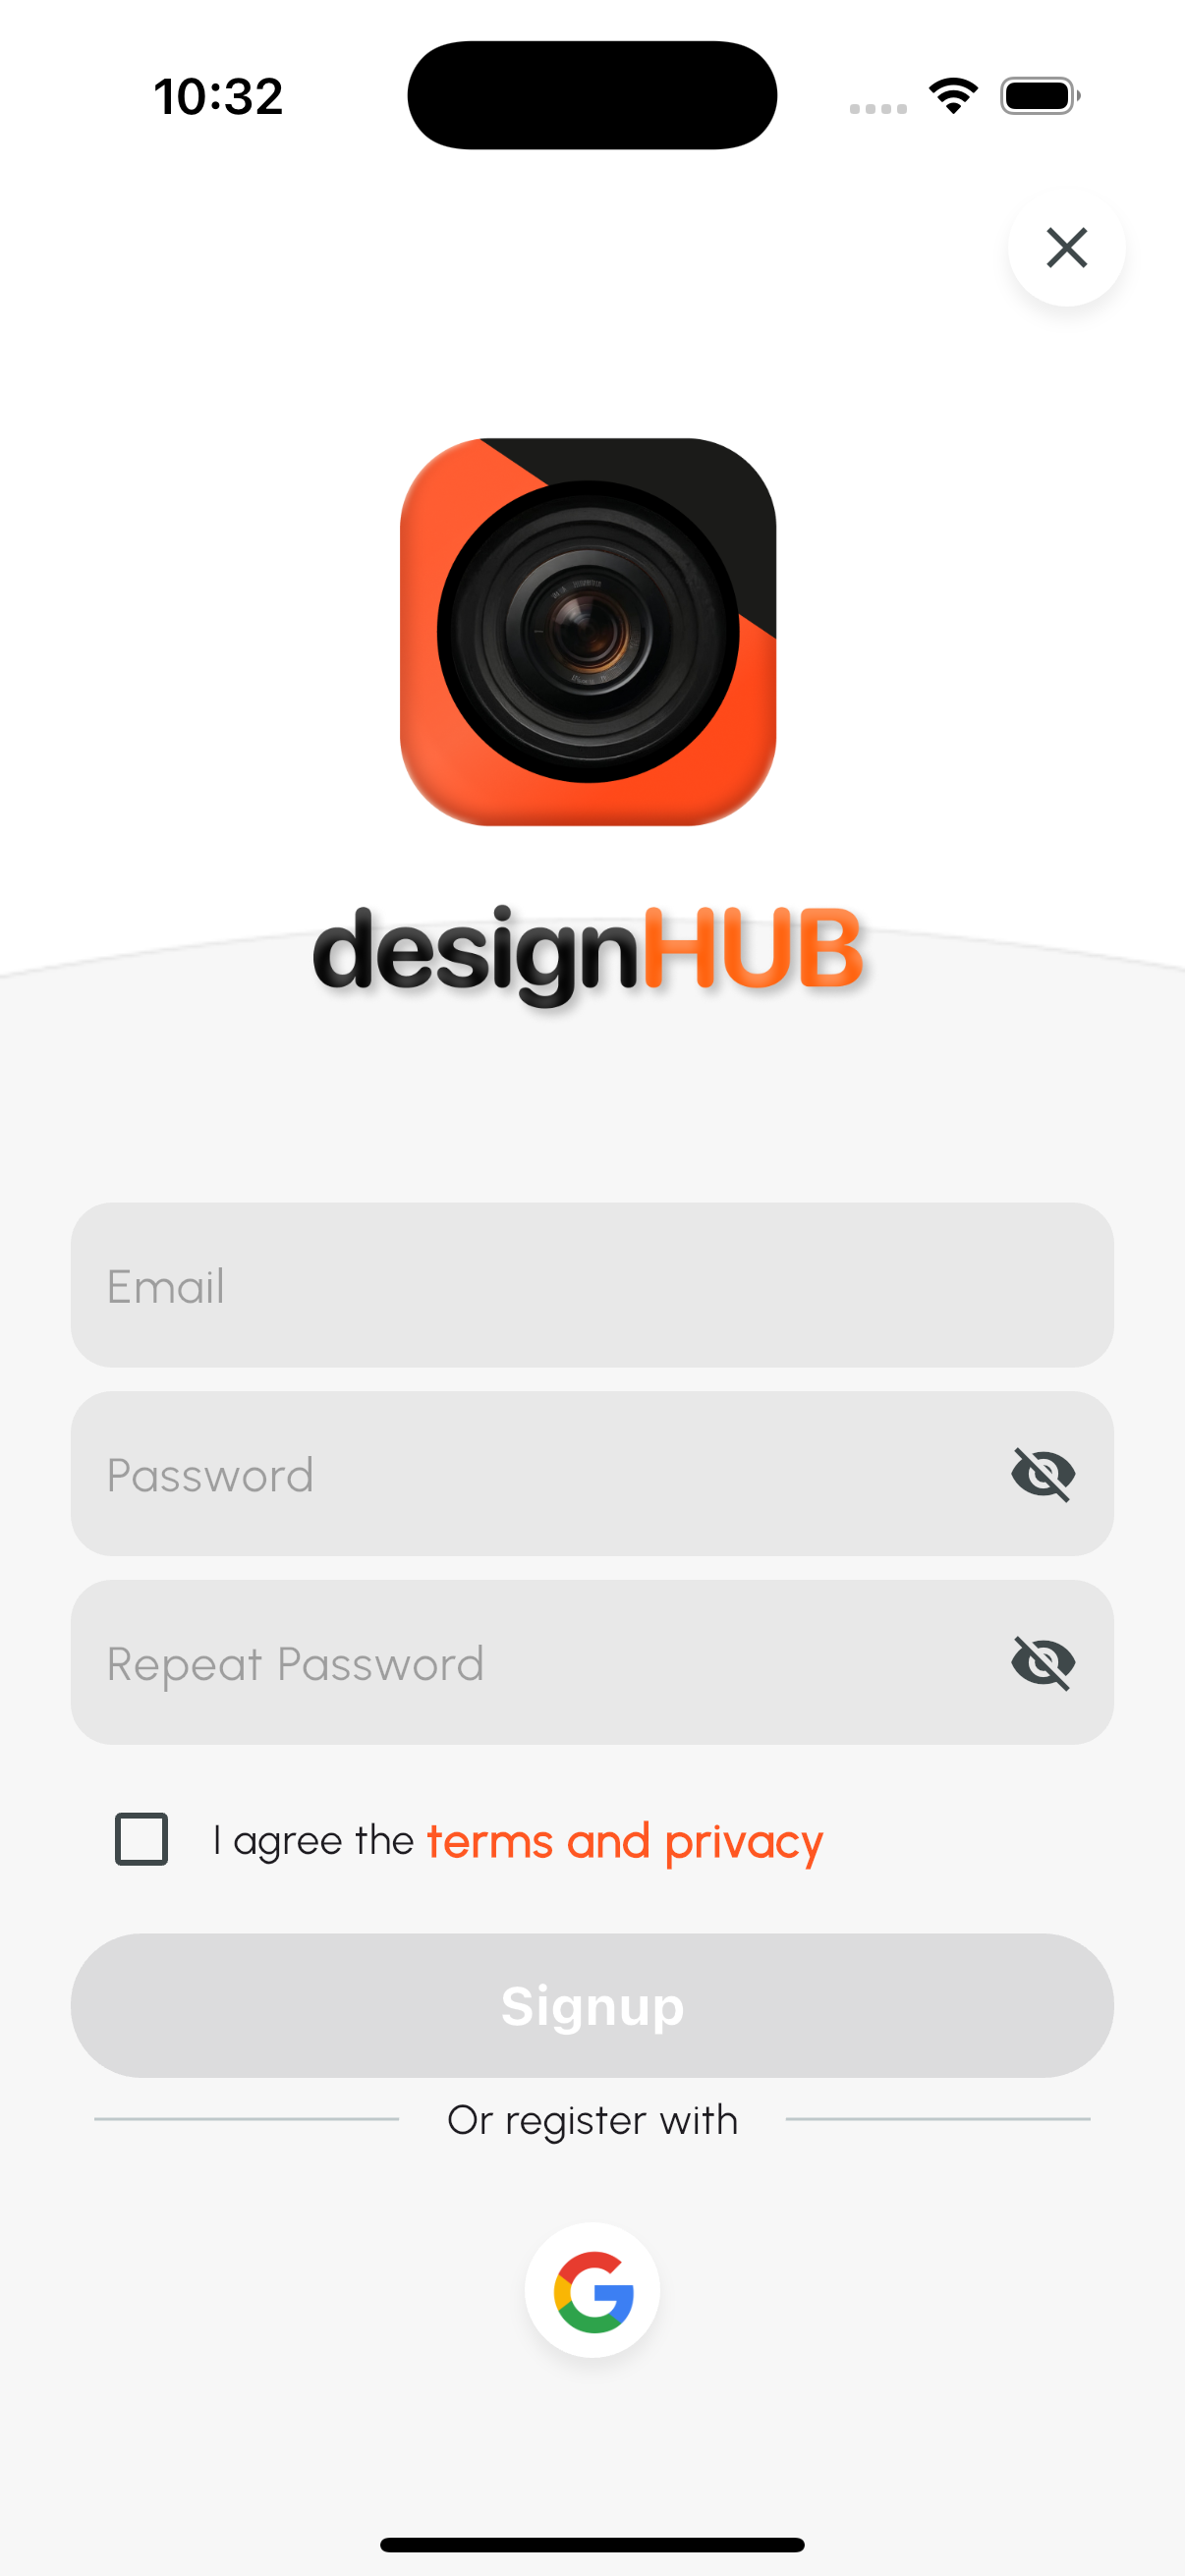 10:32
designHUB
Email
Password
Repeat Password
I agree the terms and privacy
Signup
Or register with